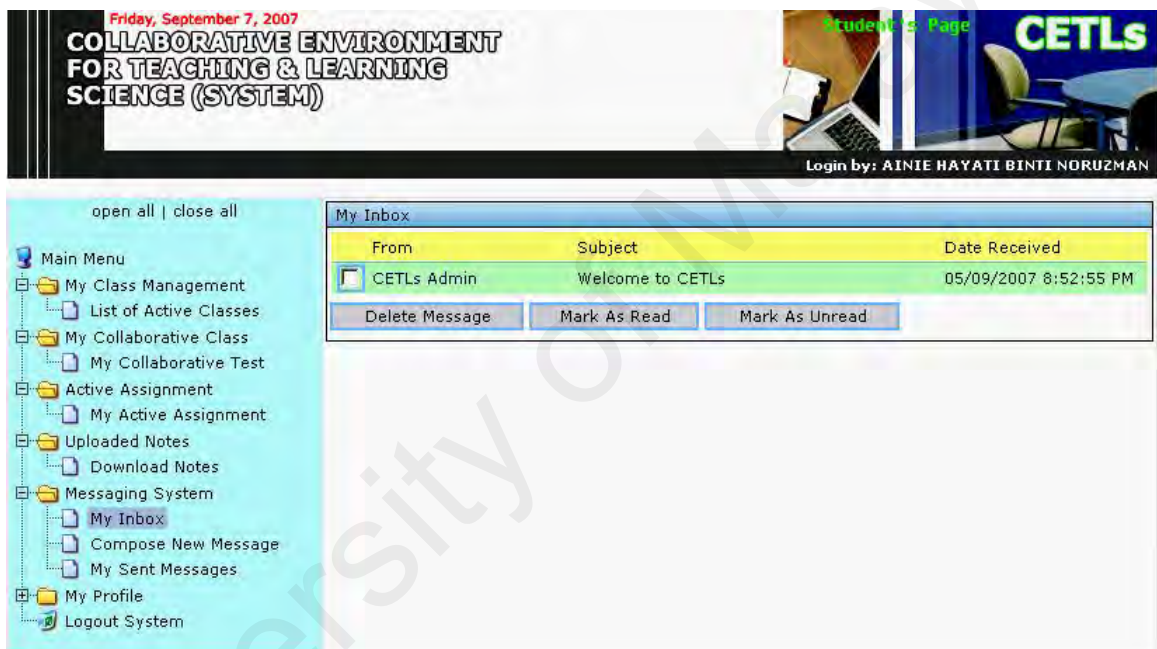 Friday, September 7, 2007
COLLABORATIVE ENVIRONMENT
FOR TEACHING & LEARNING
SCIENCE (SYSTEM)
Student's Page
CETLs
Login by: AINIE HAYATI BINTI NORUZMAN
open all | close all
Main Menu
My Class Management
List of Active Classes
My Collaborative Class
My Collaborative Test
Active Assignment
My Active Assignment
Uploaded Notes
Download Notes
Messaging System
My Inbox
Compose New Message
My Sent Messages
My Profile
Logout System
My Inbox
From Subject Date Received
CETLs Admin Welcome to CETLs 05/09/2007 8:52:55 PM
Delete Message Mark As Read Mark As Unread